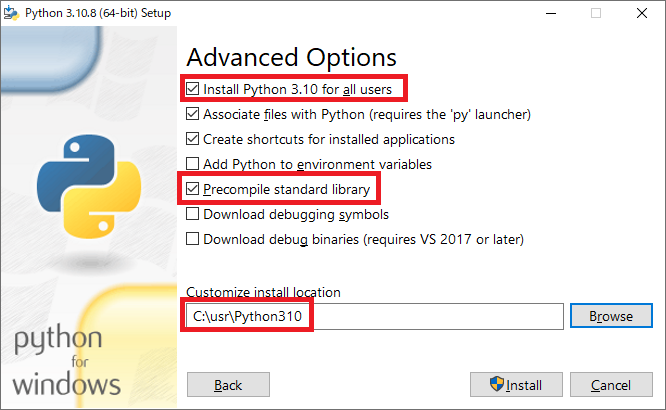 Python 3.10.8 (64-bit) Setup
Advanced Options
Install Python 3.10 for all users
Associate files with Python (requires the 'py' launcher)
Create shortcuts for installed applications
Add Python to environment variables
Precompile standard library
Download debugging symbols
Download debug binaries (requires VS 2017 or later)
Customize install location
C:\usr\Python310
Browse
python
for
windows
Back
Install
Cancel